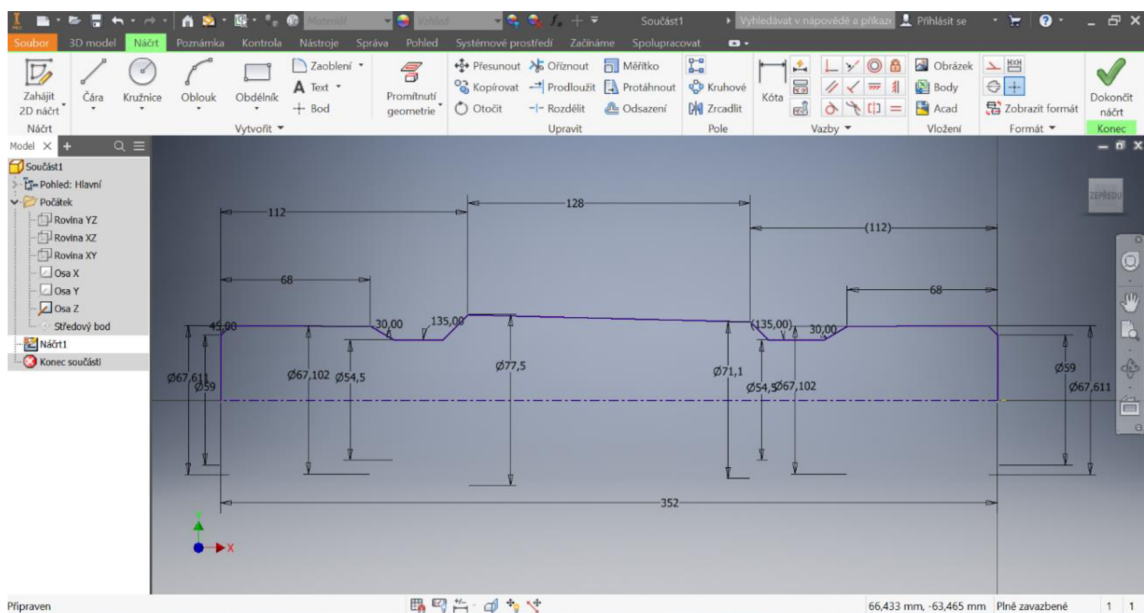 Materiál Vzhled Součást1 Vyhledávat v nápovědě a příkaz Přihlásit se
Soubor 3D model Náčrt Poznámka Kontrola Nástroje Správa Pohled Systémové prostředí Začínáme Spolupracovat
Zahájit 2D náčrt
Čára
Kružnice
Oblouk
Obdélník
Zaoblení
Text
Bod
Promítnutí geometrie
Přesunout Oříznout Měřítko
Kopírovat Prodloužit Protáhnout
Otočit Rozdělit Odsazení
Kruhové
Zrcadlit
Kóta
Obrázek
Body
Acad
Zobrazit formát
Dokončit náčrt
Náčrt Vytvořit Upravit Pole Vazby Vložení Formát Konec
Model
Součást1
Pohled: Hlavní
Počátek
Rovina YZ
Rovina XZ
Rovina XY
Osa X
Osa Y
Osa Z
Středový bod
Náčrt1
Konec součásti
ZEPŘEDU
112
128
(112)
68
68
45,00
30,00
135,00
(135,00)
30,00
Ø67,611
Ø59
Ø67,102
Ø54,5
Ø77,5
Ø71,1
Ø54,5
Ø67,102
Ø59
Ø67,611
352
Y
X
Připraven
66,433 mm, -63,465 mm Plně zavazbené 1 1